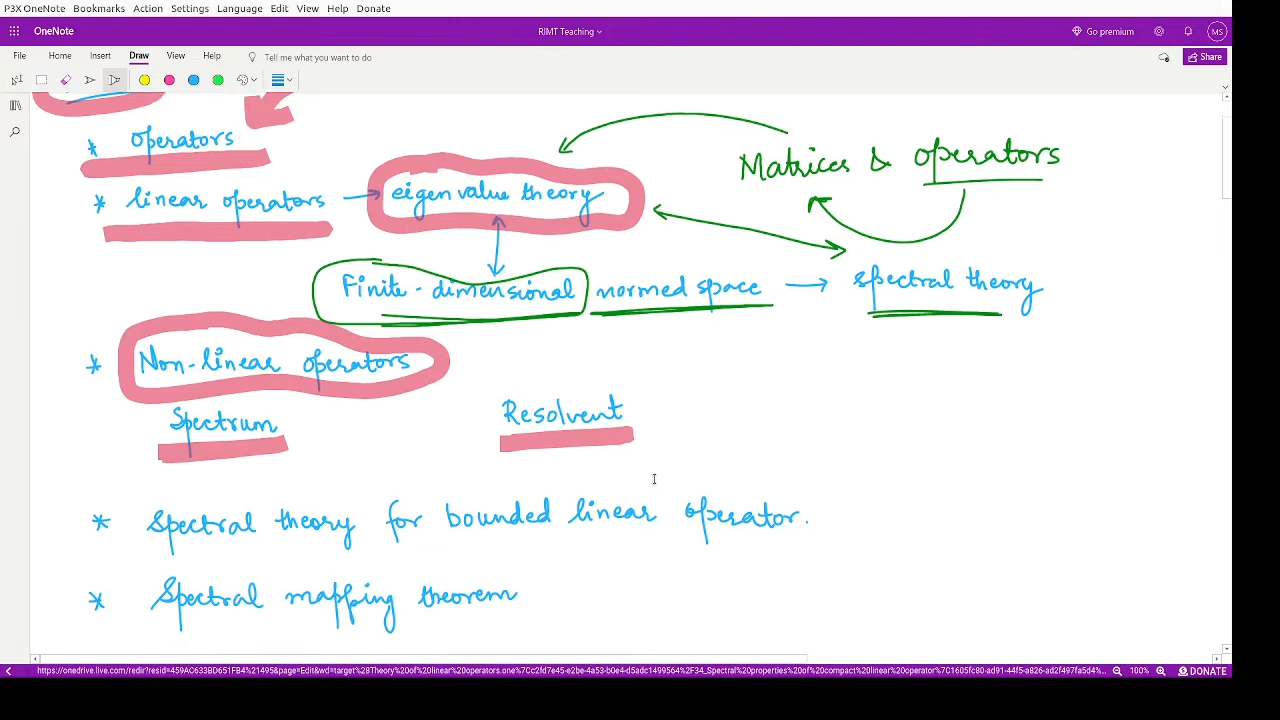 P3X OneNote Bookmarks Action Settings Language Edit View Help Donate
OneNote
RIMT Teaching
Go premium
MS
File Home Insert Draw View Help Tell me what you want to do
Share
* operators
Matrices & operators
* linear operators → eigen value theory
Finite-dimensional normed space → spectral theory
* Non-linear operators
Spectrum
Resolvent
* Spectral theory for bounded linear operator.
* Spectral mapping theorem
100%
DONATE